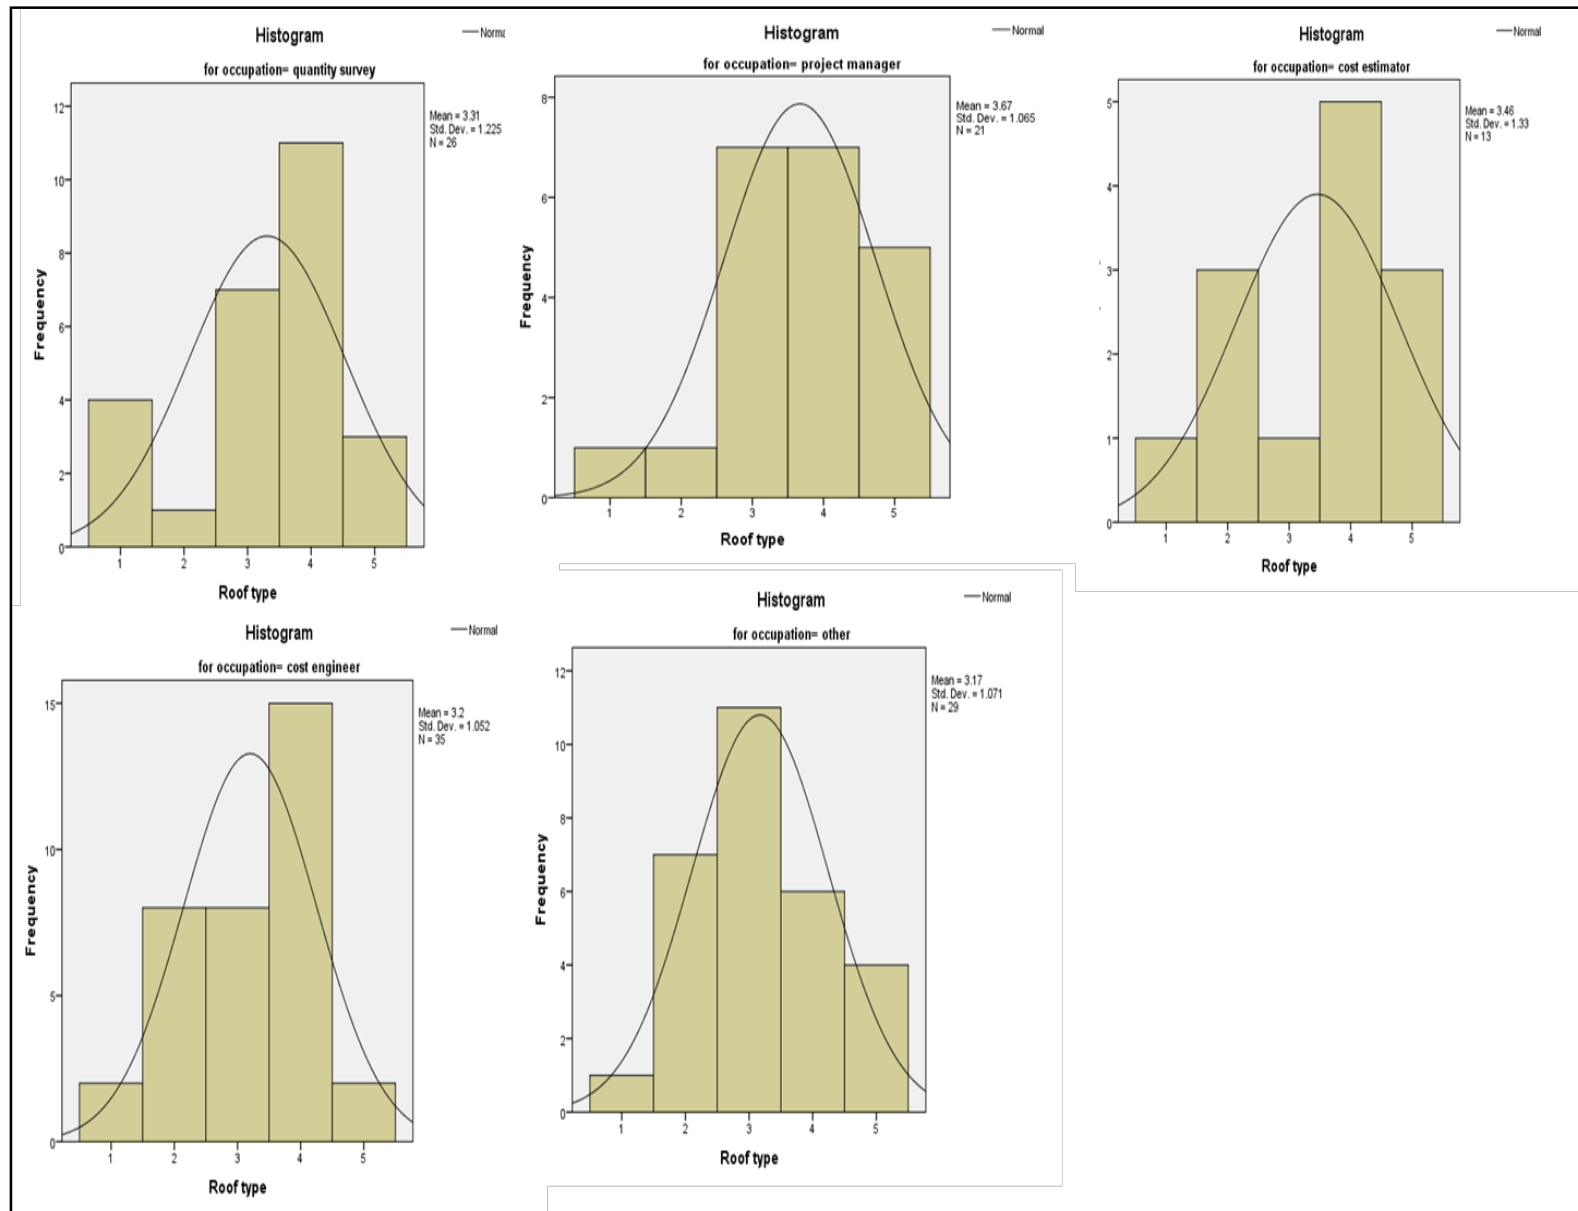 Histogram
— Norma
for occupation= quantity survey
12
10
8
6
4
2
0
Frequency
1 2 3 4 5
Roof type
Mean = 3.31
Std. Dev. = 1.225
N = 26
Histogram
— Normal
for occupation= project manager
8
6
4
2
0
Frequency
1 2 3 4 5
Roof type
Mean = 3.67
Std. Dev. = 1.065
N = 21
Histogram
— Normal
for occupation= cost estimator
5
4
3
2
1
0
1 2 3 4 5
Roof type
Mean = 3.46
Std. Dev. = 1.33
N = 13
Histogram
— Normal
for occupation= cost engineer
15
10
5
0
Frequency
1 2 3 4 5
Roof type
Mean = 3.2
Std. Dev. = 1.052
N = 35
Histogram
— Normal
for occupation= other
12
10
8
6
4
2
0
Frequency
1 2 3 4 5
Roof type
Mean = 3.17
Std. Dev. = 1.071
N = 29